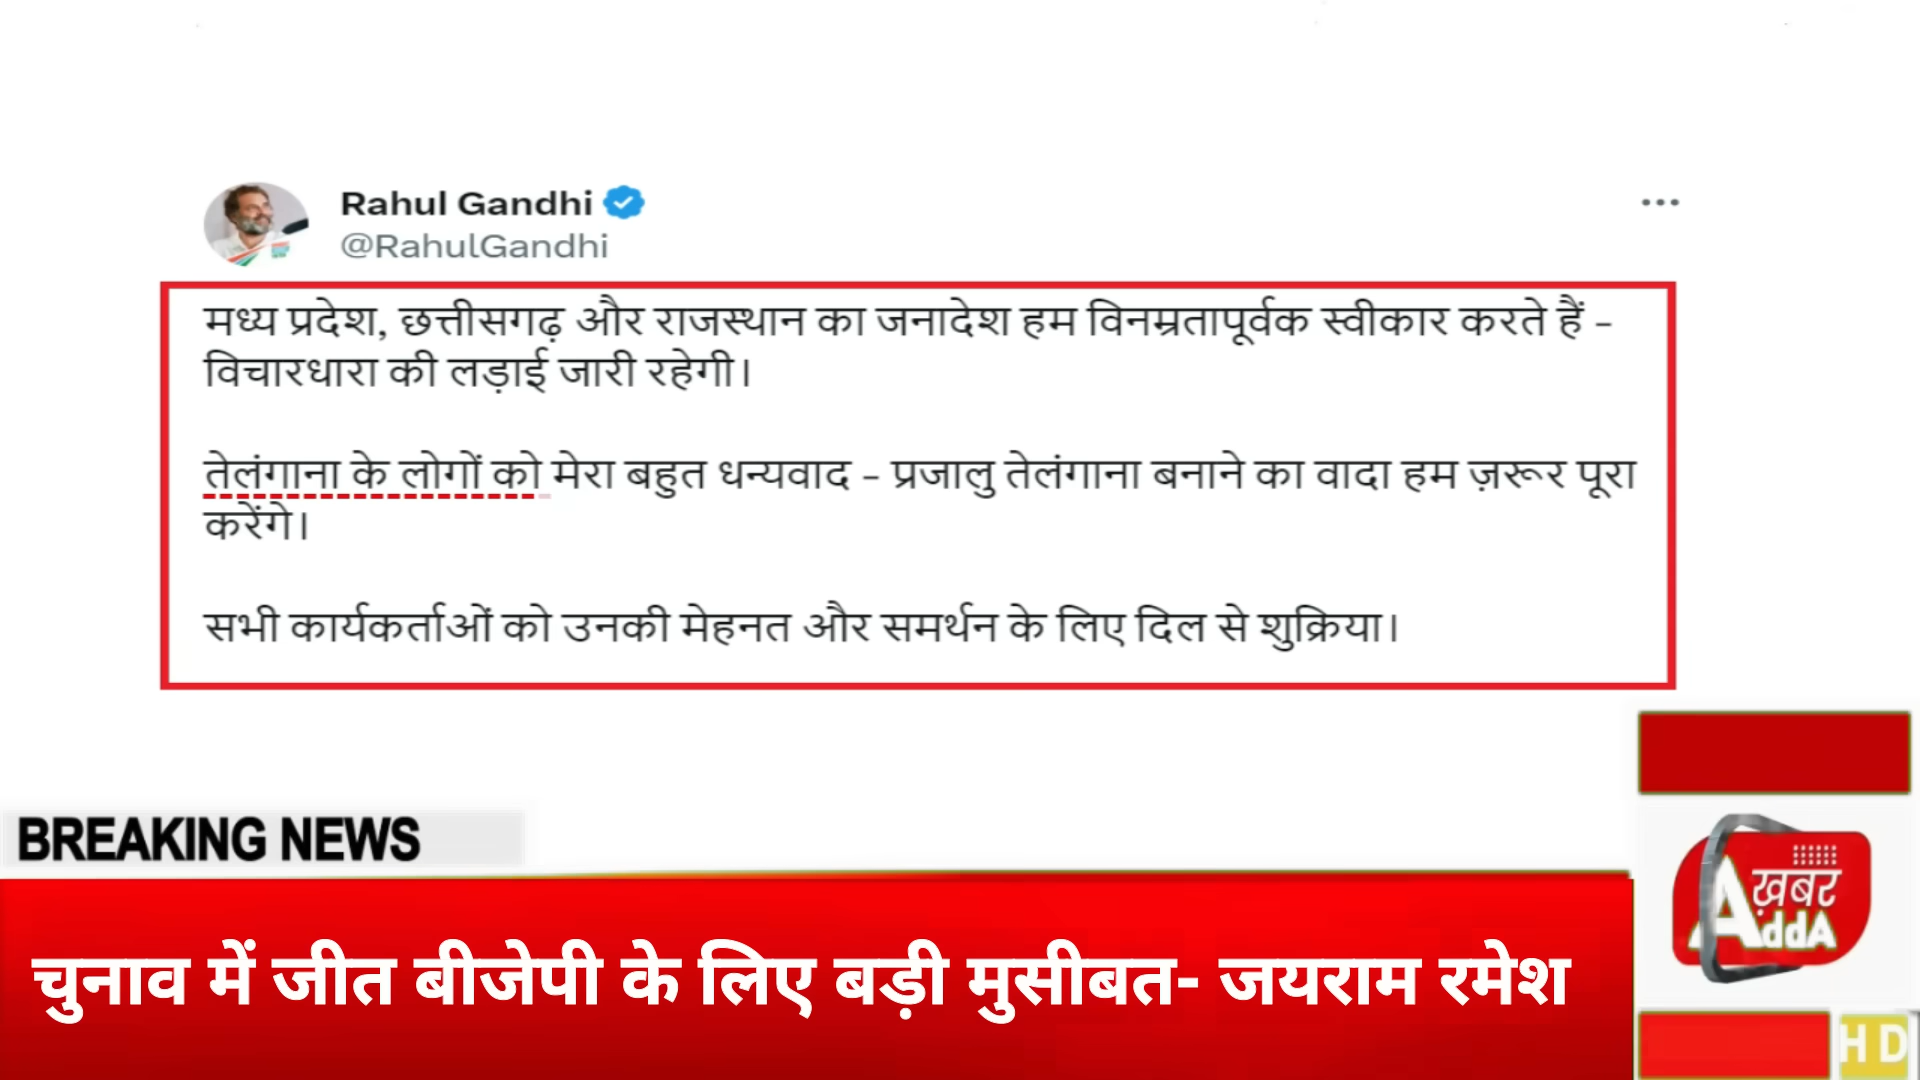 Rahul Gandhi
@RahulGandhi
मध्य प्रदेश, छत्तीसगढ़ और राजस्थान का जनादेश हम विनम्रतापूर्वक स्वीकार करते हैं -
विचारधारा की लड़ाई जारी रहेगी।
तेलंगाना के लोगों को मेरा बहुत धन्यवाद - प्रजालु तेलंगाना बनाने का वादा हम ज़रूर पूरा
करेंगे।
सभी कार्यकर्ताओं को उनकी मेहनत और समर्थन के लिए दिल से शुक्रिया।
BREAKING NEWS
चुनाव में जीत बीजेपी के लिए बड़ी मुसीबत- जयराम रमेश
ख़बर
AddA
HD